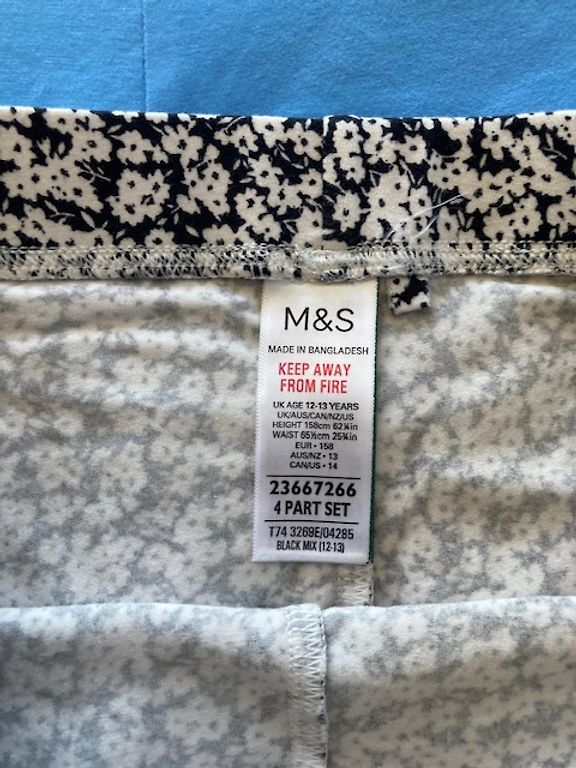 M&S
MADE IN BANGLADESH
KEEP AWAY
FROM FIRE
UK AGE 12-13 YEARS
UK/AUS/CAN/NZ/US
HEIGHT 158cm 62¼in
WAIST 65½cm 25¾in
EUR • 158
AUS/NZ • 13
CAN/US • 14
23667266
4 PART SET
T74 3269E/04285
BLACK MIX (12-13)